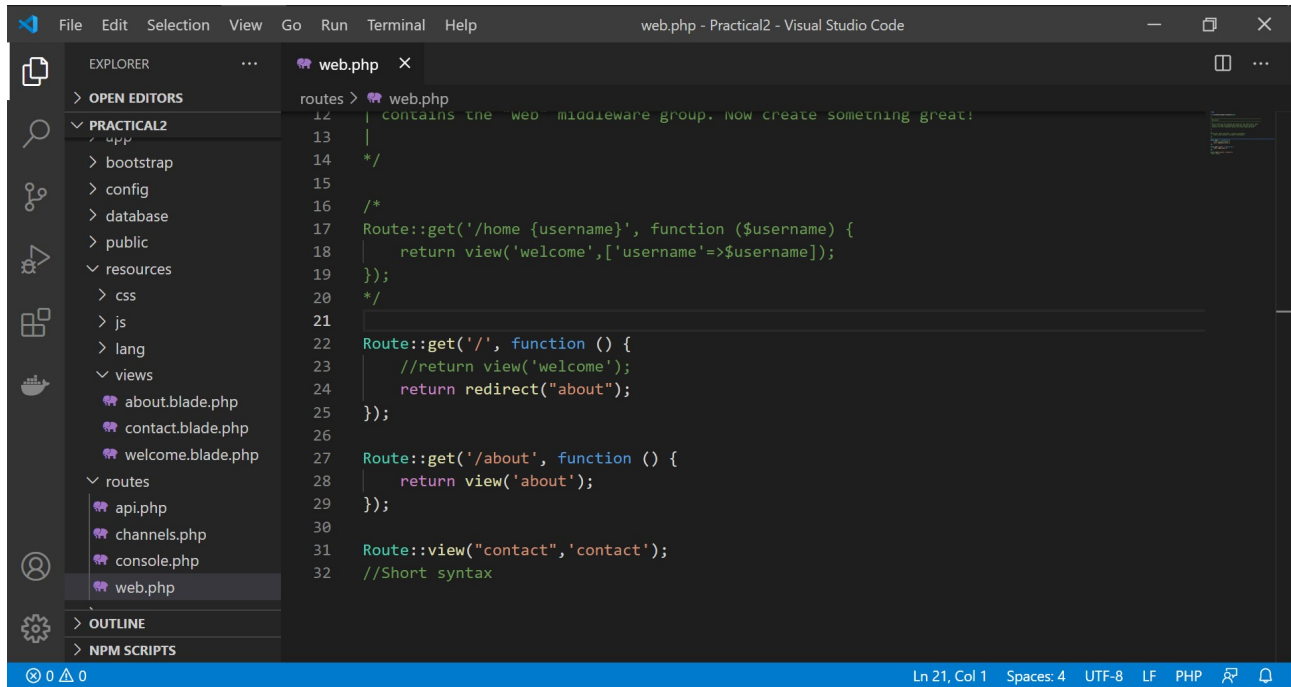 File Edit Selection View Go Run Terminal Help web.php - Practical2 - Visual Studio Code
EXPLORER
web.php
OPEN EDITORS
routes > web.php
PRACTICAL2
app
bootstrap
config
database
public
resources
css
js
lang
views
about.blade.php
contact.blade.php
welcome.blade.php
routes
api.php
channels.php
console.php
web.php
OUTLINE
NPM SCRIPTS
12 | contains the "web" middleware group. Now create something great!
13 |
14 */
15
16 /*
17 Route::get('/home {username}', function ($username) {
18     return view('welcome',['username'=>$username]);
19 });
20 */
21
22 Route::get('/', function () {
23     //return view('welcome');
24     return redirect("about");
25 });
26
27 Route::get('/about', function () {
28     return view('about');
29 });
30
31 Route::view("contact",'contact');
32 //Short syntax
0 0 Ln 21, Col 1 Spaces: 4 UTF-8 LF PHP